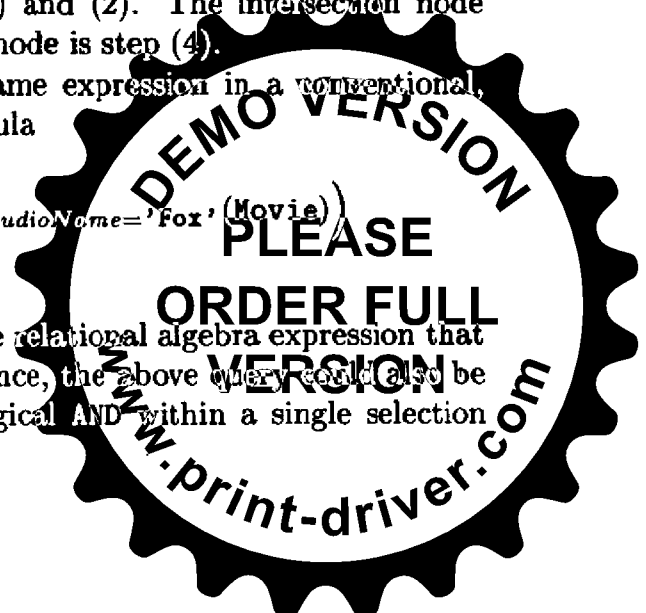 ) and (2). The intersection node
node is step (4).
ame expression in a conventional,
ula
udioName='Fox'(Movie))
e relational algebra expression that
nce, the above query could also be
gical AND within a single selection
DEMO VERSION
PLEASE
ORDER FULL
VERSION
www.print-driver.com